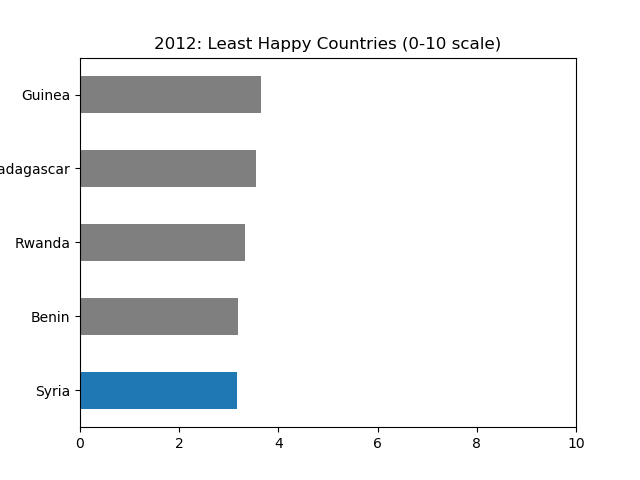 2012: Least Happy Countries (0-10 scale)
Guinea
adagascar
Rwanda
Benin
Syria
0 2 4 6 8 10